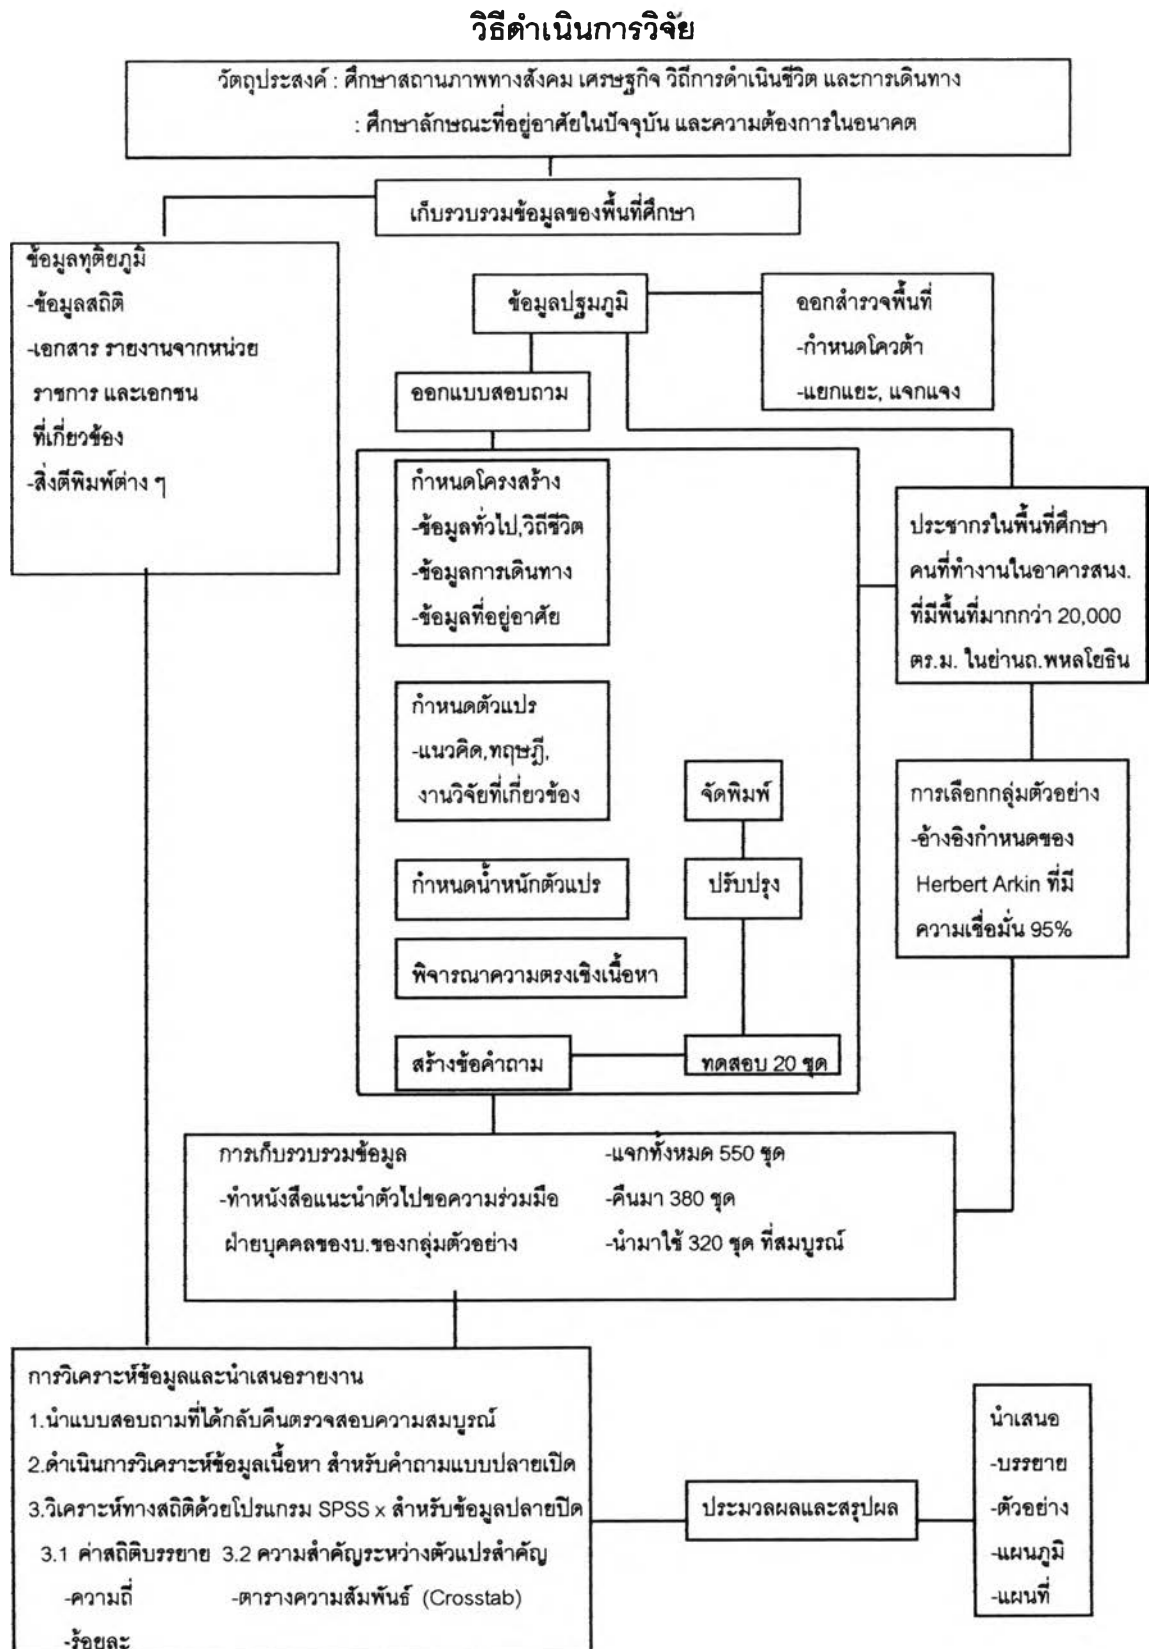 วิธีดำเนินการวิจัย
วัตถุประสงค์ : ศึกษาสถานภาพทางสังคม เศรษฐกิจ วิถีการดำเนินชีวิต และการเดินทาง
: ศึกษาลักษณะที่อยู่อาศัยในปัจจุบัน และความต้องการในอนาคต
เก็บรวบรวมข้อมูลของพื้นที่ศึกษา
ข้อมูลทุติยภูมิ
-ข้อมูลสถิติ
-เอกสาร รายงานจากหน่วย
ราชการ และเอกชน
ที่เกี่ยวข้อง
-สิ่งตีพิมพ์ต่าง ๆ
ข้อมูลปฐมภูมิ
ออกสำรวจพื้นที่
-กำหนดโควต้า
-แยกแยะ, แจกแจง
ออกแบบสอบถาม
กำหนดโครงสร้าง
-ข้อมูลทั่วไป,วิถีชีวิต
-ข้อมูลการเดินทาง
-ข้อมูลที่อยู่อาศัย
กำหนดตัวแปร
-แนวคิด,ทฤษฎี,
งานวิจัยที่เกี่ยวข้อง
กำหนดน้ำหนักตัวแปร
พิจารณาความตรงเชิงเนื้อหา
สร้างข้อคำถาม
ทดสอบ 20 ชุด
ปรับปรุง
จัดพิมพ์
ประชากรในพื้นที่ศึกษา
คนที่ทำงานในอาคารสนง.
ที่มีพื้นที่มากกว่า 20,000
ตร.ม. ในย่านถ.พหลโยธิน
การเลือกกลุ่มตัวอย่าง
-อ้างอิงกำหนดของ
Herbert Arkin ที่มี
ความเชื่อมั่น 95%
การเก็บรวบรวมข้อมูล
-ทำหนังสือแนะนำตัวไปขอความร่วมมือ
ฝ่ายบุคคลของบ.ของกลุ่มตัวอย่าง
-แจกทั้งหมด 550 ชุด
-คืนมา 380 ชุด
-นำมาใช้ 320 ชุด ที่สมบูรณ์
การวิเคราะห์ข้อมูลและนำเสนอรายงาน
1.นำแบบสอบถามที่ได้กลับคืนตรวจสอบความสมบูรณ์
2.ดำเนินการวิเคราะห์ข้อมูลเนื้อหา สำหรับคำถามแบบปลายเปิด
3.วิเคราะห์ทางสถิติด้วยโปรแกรม SPSS x สำหรับข้อมูลปลายปิด
3.1 ค่าสถิติบรรยาย 3.2 ความสำคัญระหว่างตัวแปรสำคัญ
-ความถี่ -ตารางความสัมพันธ์ (Crosstab)
-ร้อยละ
ประมวลผลและสรุปผล
นำเสนอ
-บรรยาย
-ตัวอย่าง
-แผนภูมิ
-แผนที่